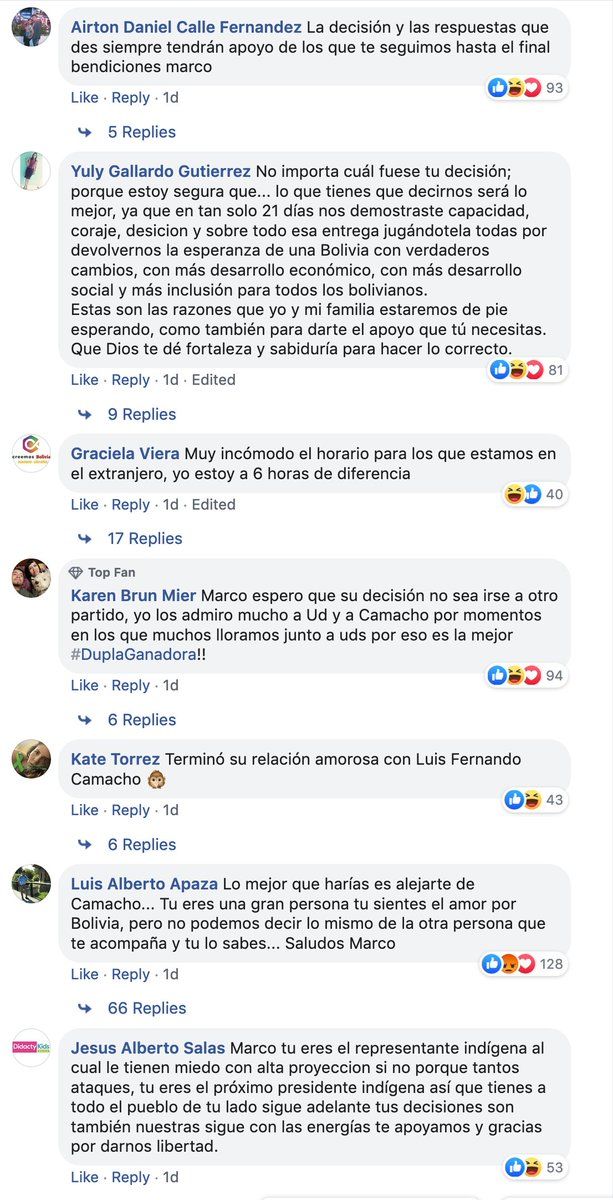 Airton Daniel Calle Fernandez La decisión y las respuestas que
des siempre tendrán apoyo de los que te seguimos hasta el final
bendiciones marco
93
Like · Reply · 1d
5 Replies
Yuly Gallardo Gutierrez No importa cuál fuese tu decisión;
porque estoy segura que... lo que tienes que decirnos será lo
mejor, ya que en tan solo 21 días nos demostraste capacidad,
coraje, desicion y sobre todo esa entrega jugándotela todas por
devolvernos la esperanza de una Bolivia con verdaderos
cambios, con más desarrollo económico, con más desarrollo
social y más inclusión para todos los bolivianos.
Estas son las razones que yo y mi familia estaremos de pie
esperando, como también para darte el apoyo que tú necesitas.
Que Dios te dé fortaleza y sabiduría para hacer lo correcto.
81
Like · Reply · 1d · Edited
9 Replies
creemos Bolivia
Graciela Viera Muy incómodo el horario para los que estamos en
el extranjero, yo estoy a 6 horas de diferencia
40
Like · Reply · 1d · Edited
17 Replies
Top Fan
Karen Brun Mier Marco espero que su decisión no sea irse a otro
partido, yo los admiro mucho a Ud y a Camacho por momentos
en los que muchos lloramos junto a uds por eso es la mejor
#DuplaGanadora!!
94
Like · Reply · 1d
6 Replies
Kate Torrez Terminó su relación amorosa con Luis Fernando
Camacho 🙊
43
Like · Reply · 1d
6 Replies
Luis Alberto Apaza Lo mejor que harías es alejarte de
Camacho... Tu eres una gran persona tu sientes el amor por
Bolivia, pero no podemos decir lo mismo de la otra persona que
te acompaña y tu lo sabes... Saludos Marco
128
Like · Reply · 1d
66 Replies
Didacty Kids
Jesus Alberto Salas Marco tu eres el representante indígena al
cual le tienen miedo con alta proyeccion si no porque tantos
ataques, tu eres el próximo presidente indígena así que tienes a
todo el pueblo de tu lado sigue adelante tus decisiones son
también nuestras sigue con las energías te apoyamos y gracias
por darnos libertad.
53
Like · Reply · 1d